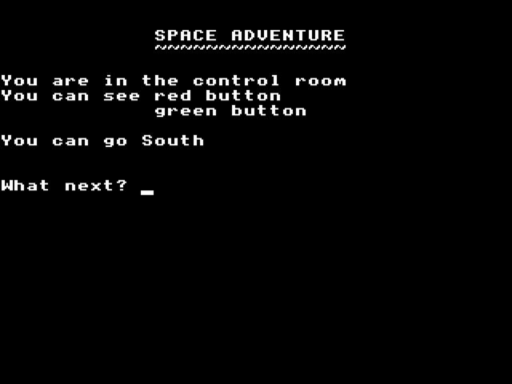 SPACE ADVENTURE
~~~~~~~~~~~~~~~
You are in the control room
You can see red button
green button
You can go South
What next? _